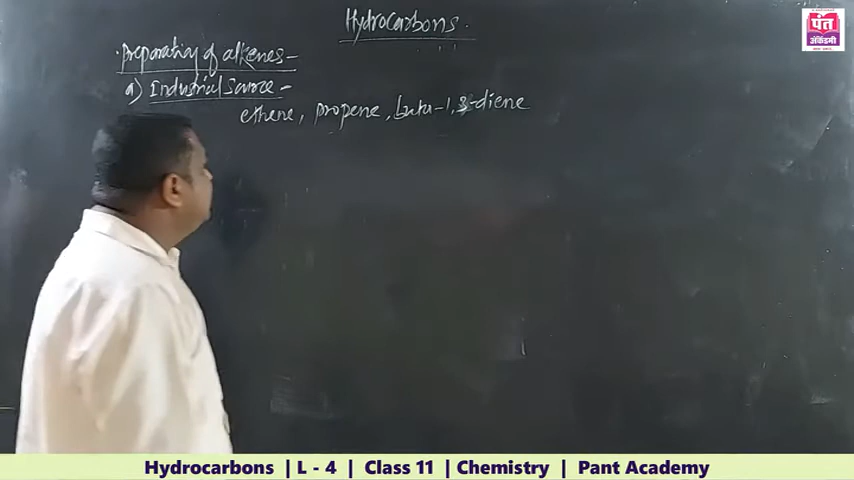 Hydrocarbons.
पंत
अ‍ॅकॅडमी
• Preparation of alkenes –
a) Industrial Source –
ethene, propene, buta-1,3-diene
Hydrocarbons | L - 4 | Class 11 | Chemistry | Pant Academy